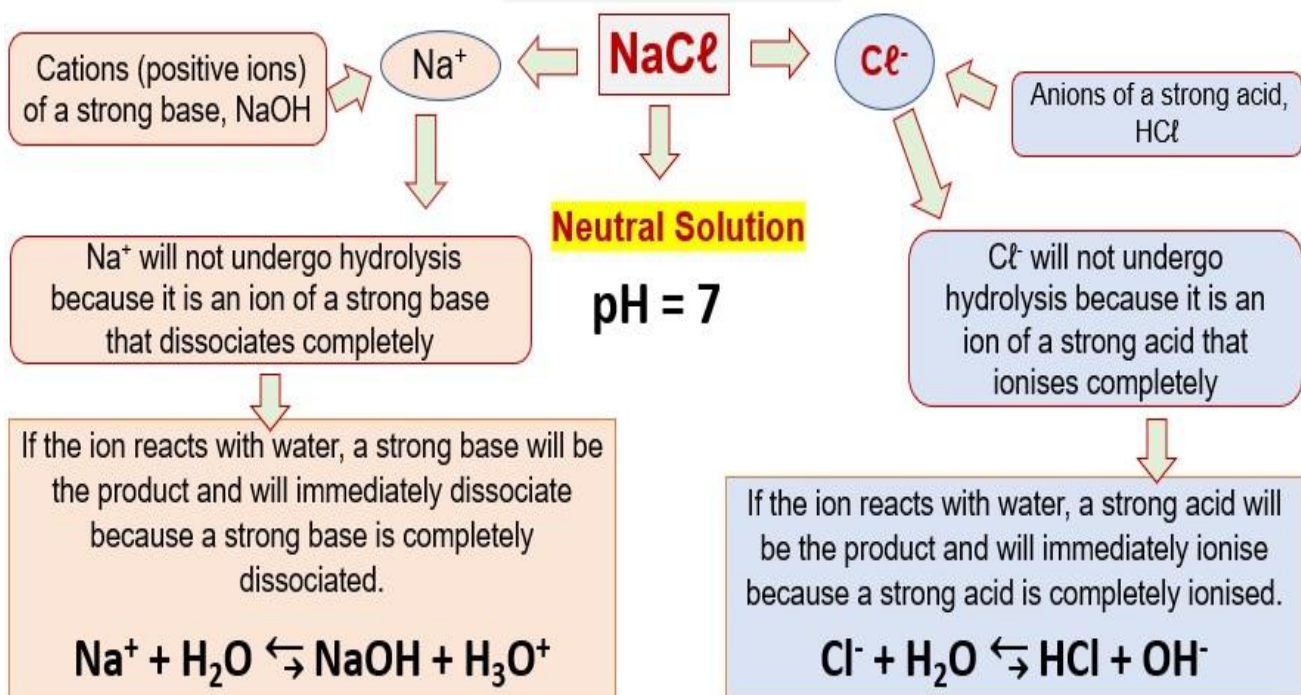 NaCℓ
Na⁺
Cℓ⁻
Cations (positive ions)
of a strong base, NaOH
Anions of a strong acid,
HCℓ
Neutral Solution
pH = 7
Na⁺ will not undergo hydrolysis
because it is an ion of a strong base
that dissociates completely
Cℓ⁻ will not undergo
hydrolysis because it is an
ion of a strong acid that
ionises completely
If the ion reacts with water, a strong base will be
the product and will immediately dissociate
because a strong base is completely
dissociated.
Na⁺ + H₂O ⇆ NaOH + H₃O⁺
If the ion reacts with water, a strong acid will
be the product and will immediately ionise
because a strong acid is completely ionised.
Cl⁻ + H₂O ⇆ HCl + OH⁻